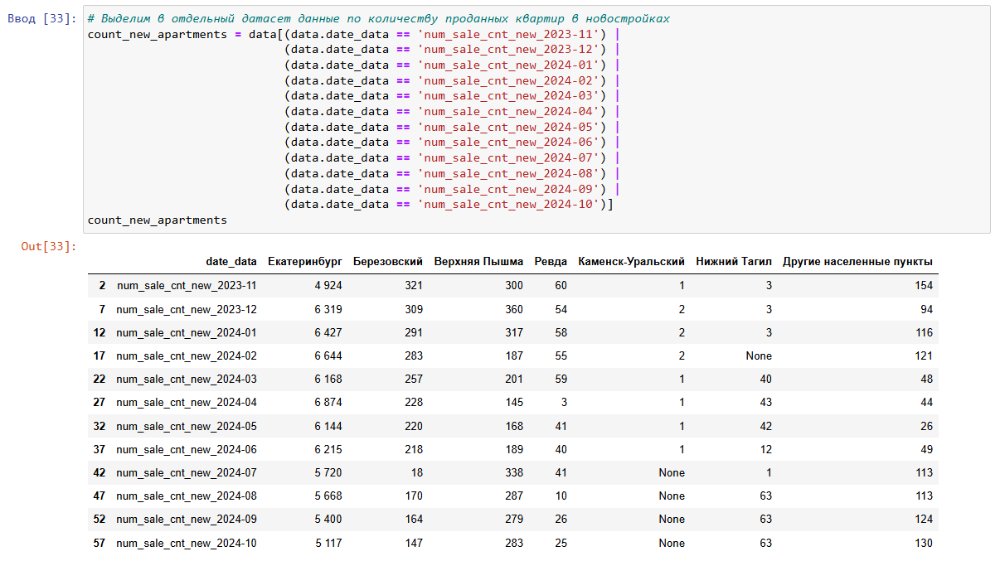 Ввод [33]: # Выделим в отдельный датасет данные по количеству проданных квартир в новостройках
count_new_apartments = data[(data.date_data == 'num_sale_cnt_new_2023-11') |
(data.date_data == 'num_sale_cnt_new_2023-12') |
(data.date_data == 'num_sale_cnt_new_2024-01') |
(data.date_data == 'num_sale_cnt_new_2024-02') |
(data.date_data == 'num_sale_cnt_new_2024-03') |
(data.date_data == 'num_sale_cnt_new_2024-04') |
(data.date_data == 'num_sale_cnt_new_2024-05') |
(data.date_data == 'num_sale_cnt_new_2024-06') |
(data.date_data == 'num_sale_cnt_new_2024-07') |
(data.date_data == 'num_sale_cnt_new_2024-08') |
(data.date_data == 'num_sale_cnt_new_2024-09') |
(data.date_data == 'num_sale_cnt_new_2024-10')]
count_new_apartments
Out[33]:
date_data Екатеринбург Березовский Верхняя Пышма Ревда Каменск-Уральский Нижний Тагил Другие населенные пункты
2 num_sale_cnt_new_2023-11 4 924 321 300 60 1 3 154
7 num_sale_cnt_new_2023-12 6 319 309 360 54 2 3 94
12 num_sale_cnt_new_2024-01 6 427 291 317 58 2 3 116
17 num_sale_cnt_new_2024-02 6 644 283 187 55 2 None 121
22 num_sale_cnt_new_2024-03 6 168 257 201 59 1 40 48
27 num_sale_cnt_new_2024-04 6 874 228 145 3 1 43 44
32 num_sale_cnt_new_2024-05 6 144 220 168 41 1 42 26
37 num_sale_cnt_new_2024-06 6 215 218 189 40 1 12 49
42 num_sale_cnt_new_2024-07 5 720 18 338 41 None 1 113
47 num_sale_cnt_new_2024-08 5 668 170 287 10 None 63 113
52 num_sale_cnt_new_2024-09 5 400 164 279 26 None 63 124
57 num_sale_cnt_new_2024-10 5 117 147 283 25 None 63 130